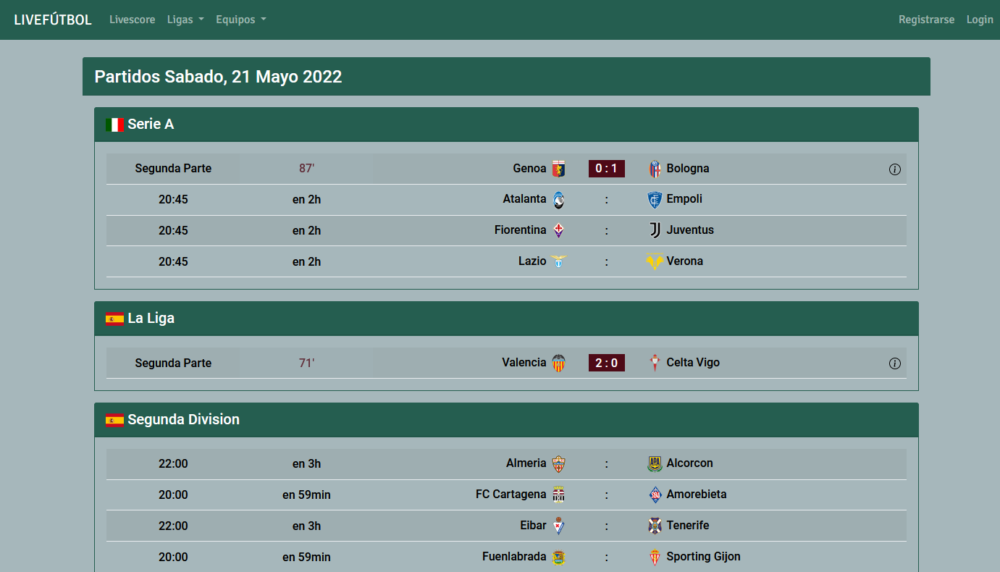 LIVEFÚTBOL Livescore Ligas Equipos Registrarse Login
Partidos Sabado, 21 Mayo 2022
Serie A
Segunda Parte 87' Genoa 0 : 1 Bologna
20:45 en 2h Atalanta : Empoli
20:45 en 2h Fiorentina : Juventus
20:45 en 2h Lazio : Verona
La Liga
Segunda Parte 71' Valencia 2 : 0 Celta Vigo
Segunda Division
22:00 en 3h Almeria : Alcorcon
20:00 en 59min FC Cartagena : Amorebieta
22:00 en 3h Eibar : Tenerife
20:00 en 59min Fuenlabrada : Sporting Gijon